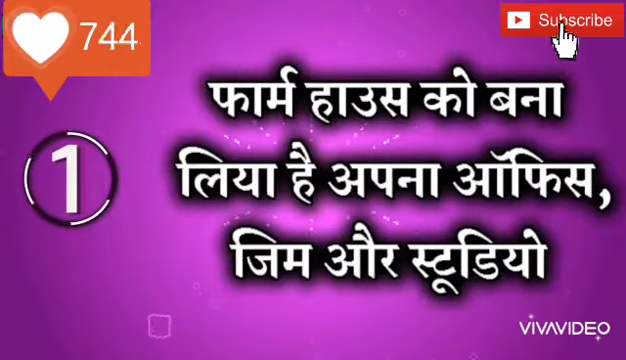 744
Subscribe
1
फार्म हाउस को बना
लिया है अपना ऑफिस,
जिम और स्टूडियो
VIVAVIDEO